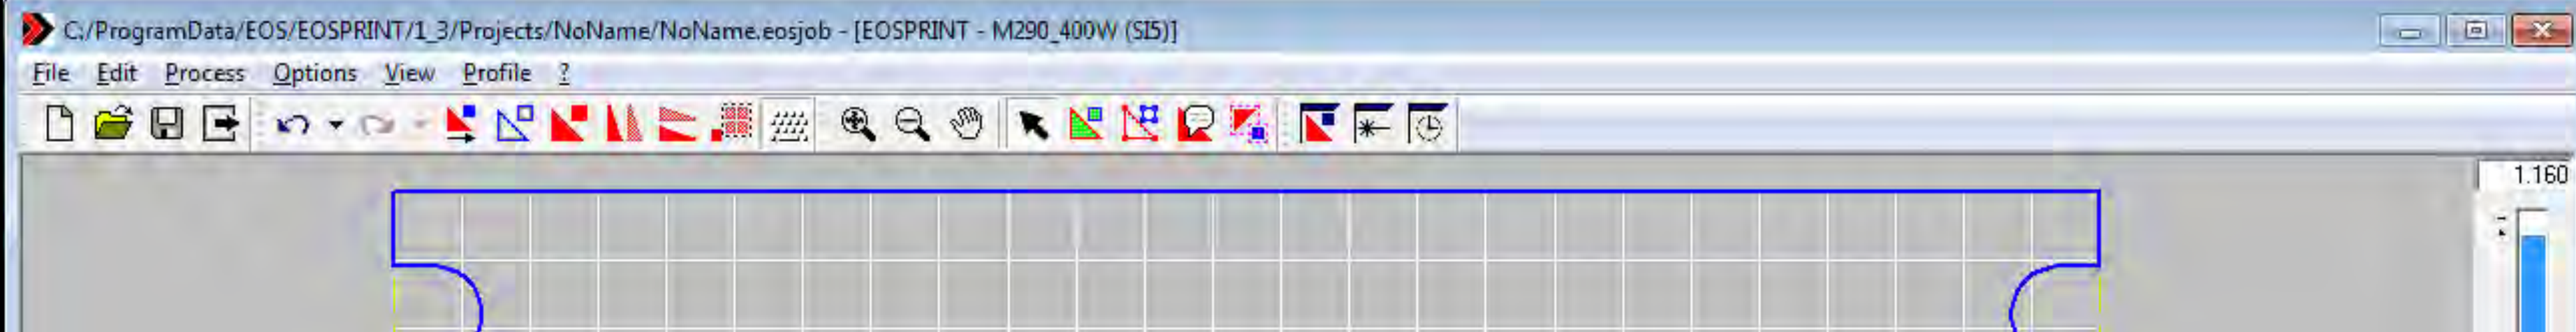 C:/ProgramData/EOS/EOSPRINT/1_3/Projects/NoName/NoName.eosjob - [EOSPRINT - M290_400W (SI5)]
File Edit Process Options View Profile ?
1.160